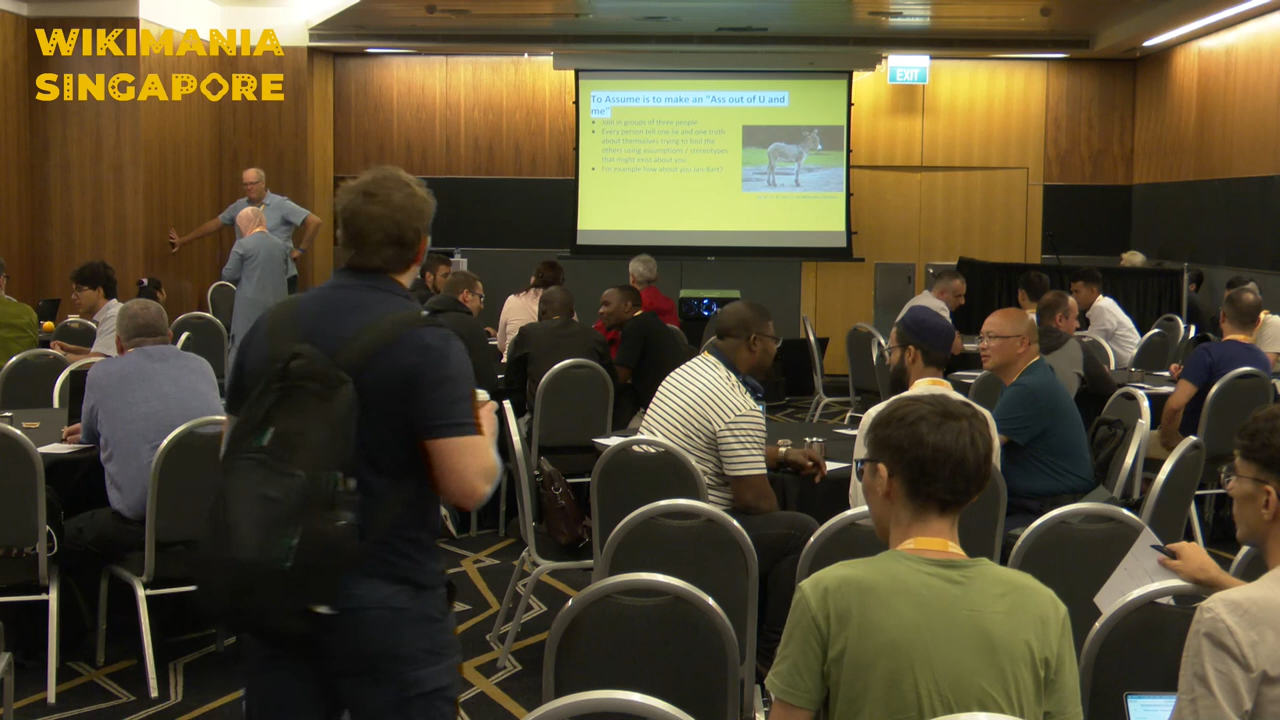 WIKIMANIA
SINGAPORE
EXIT
To Assume is to make an "Ass out of U and
me"
Join in groups of three people
Every person tell one lie and one truth
about themselves trying to fool the
others using assumptions / stereotypes
that might exist about you.
For example how about you Jan-Bart?